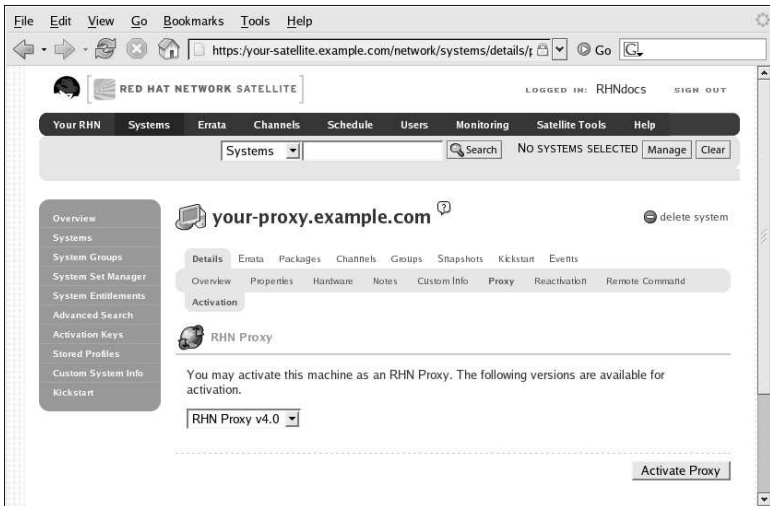 File Edit View Go Bookmarks Tools Help
https:/your-satellite.example.com/network/systems/details/ Go G
RED HAT NETWORK SATELLITE LOGGED IN: RHNdocs SIGN OUT
Your RHN Systems Errata Channels Schedule Users Monitoring Satellite Tools Help
Systems Search NO SYSTEMS SELECTED Manage Clear
Overview
Systems
System Groups
System Set Manager
System Entitlements
Advanced Search
Activation Keys
Stored Profiles
Custom System Info
Kickstart
your-proxy.example.com ? delete system
Details Errata Packages Channels Groups Snapshots Kickstart Events
Overview Properties Hardware Notes Custom Info Proxy Reactivation Remote Command
Activation
RHN Proxy
You may activate this machine as an RHN Proxy. The following versions are available for
activation.
RHN Proxy v4.0
Activate Proxy